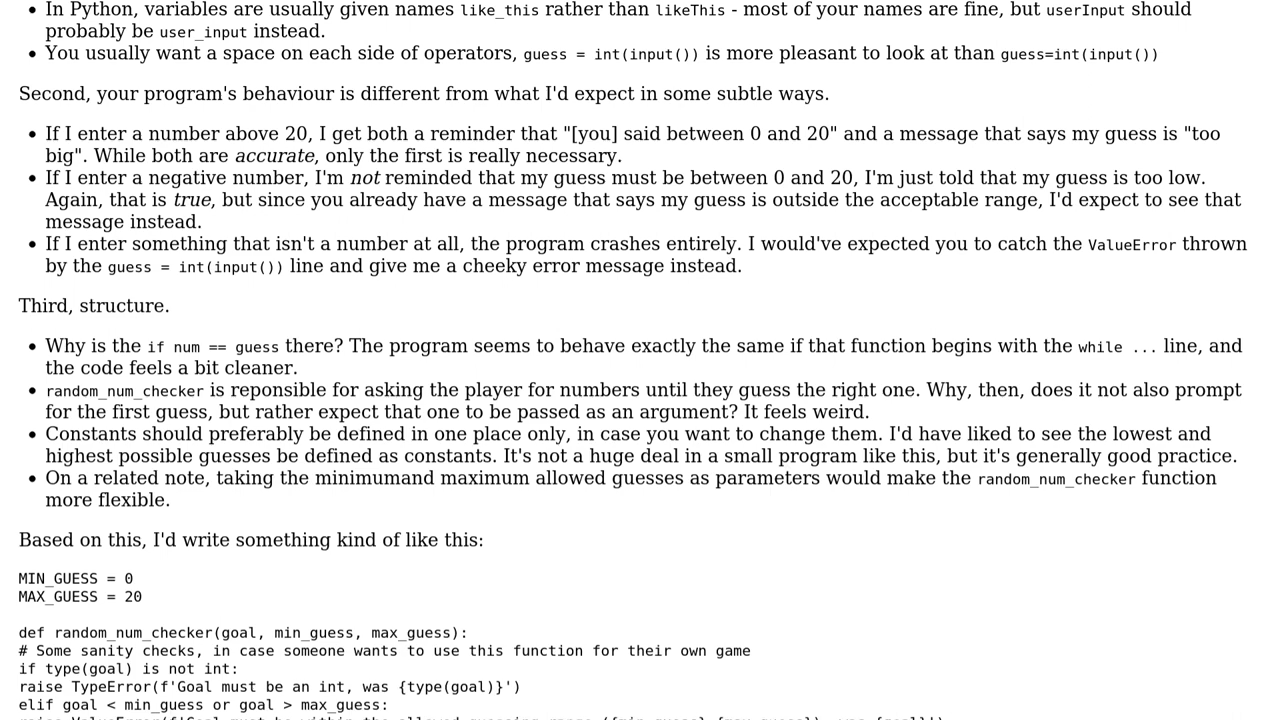 • In Python, variables are usually given names like_this rather than likeThis - most of your names are fine, but userInput should
probably be user_input instead.
• You usually want a space on each side of operators, guess = int(input()) is more pleasant to look at than guess=int(input())
Second, your program's behaviour is different from what I'd expect in some subtle ways.
• If I enter a number above 20, I get both a reminder that "[you] said between 0 and 20" and a message that says my guess is "too
big". While both are accurate, only the first is really necessary.
• If I enter a negative number, I'm not reminded that my guess must be between 0 and 20, I'm just told that my guess is too low.
Again, that is true, but since you already have a message that says my guess is outside the acceptable range, I'd expect to see that
message instead.
• If I enter something that isn't a number at all, the program crashes entirely. I would've expected you to catch the ValueError thrown
by the guess = int(input()) line and give me a cheeky error message instead.
Third, structure.
• Why is the if num == guess there? The program seems to behave exactly the same if that function begins with the while ... line, and
the code feels a bit cleaner.
• random_num_checker is reponsible for asking the player for numbers until they guess the right one. Why, then, does it not also prompt
for the first guess, but rather expect that one to be passed as an argument? It feels weird.
• Constants should preferably be defined in one place only, in case you want to change them. I'd have liked to see the lowest and
highest possible guesses be defined as constants. It's not a huge deal in a small program like this, but it's generally good practice.
• On a related note, taking the minimumand maximum allowed guesses as parameters would make the random_num_checker function
more flexible.
Based on this, I'd write something kind of like this:
MIN_GUESS = 0
MAX_GUESS = 20
def random_num_checker(goal, min_guess, max_guess):
# Some sanity checks, in case someone wants to use this function for their own game
if type(goal) is not int:
raise TypeError(f'Goal must be an int, was {type(goal)}')
elif goal < min_guess or goal > max_guess: